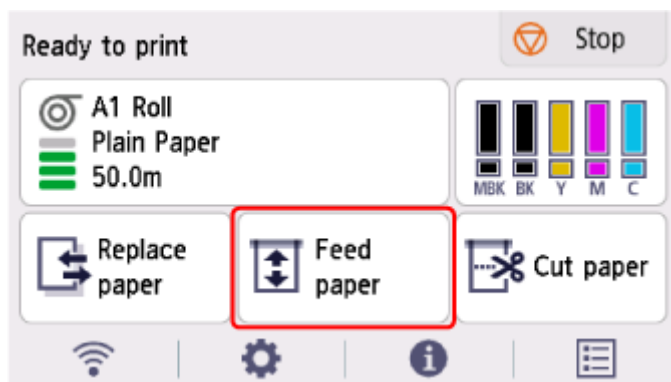 Ready to print
Stop
A1 Roll
Plain Paper
50.0m
MBK BK Y M C
Replace
paper
Feed
paper
Cut paper